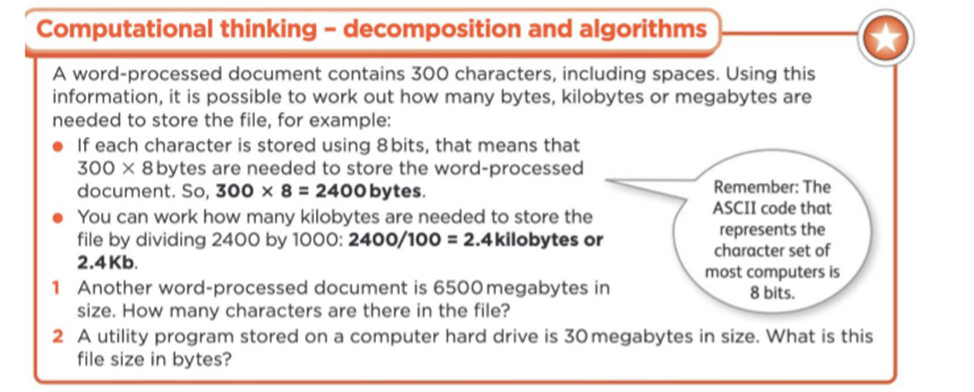 Computational thinking – decomposition and algorithms
A word-processed document contains 300 characters, including spaces. Using this
information, it is possible to work out how many bytes, kilobytes or megabytes are
needed to store the file, for example:
• If each character is stored using 8 bits, that means that
300 × 8 bytes are needed to store the word-processed
document. So, 300 × 8 = 2400 bytes.
• You can work how many kilobytes are needed to store the
file by dividing 2400 by 1000: 2400/100 = 2.4 kilobytes or
2.4 Kb.
Remember: The
ASCII code that
represents the
character set of
most computers is
8 bits.
1 Another word-processed document is 6500 megabytes in
size. How many characters are there in the file?
2 A utility program stored on a computer hard drive is 30 megabytes in size. What is this
file size in bytes?